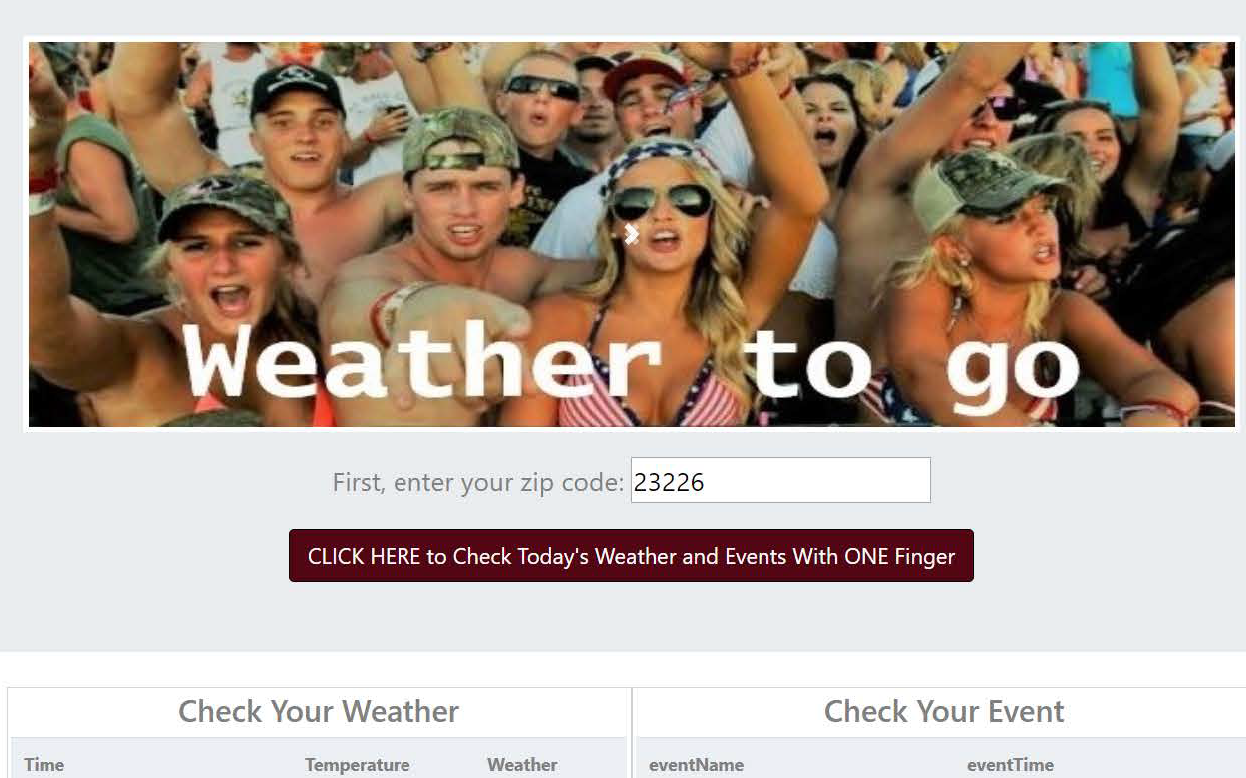 Weather to go
First, enter your zip code: 23226
CLICK HERE to Check Today's Weather and Events With ONE Finger
Check Your Weather
Check Your Event
Time Temperature Weather eventName eventTime